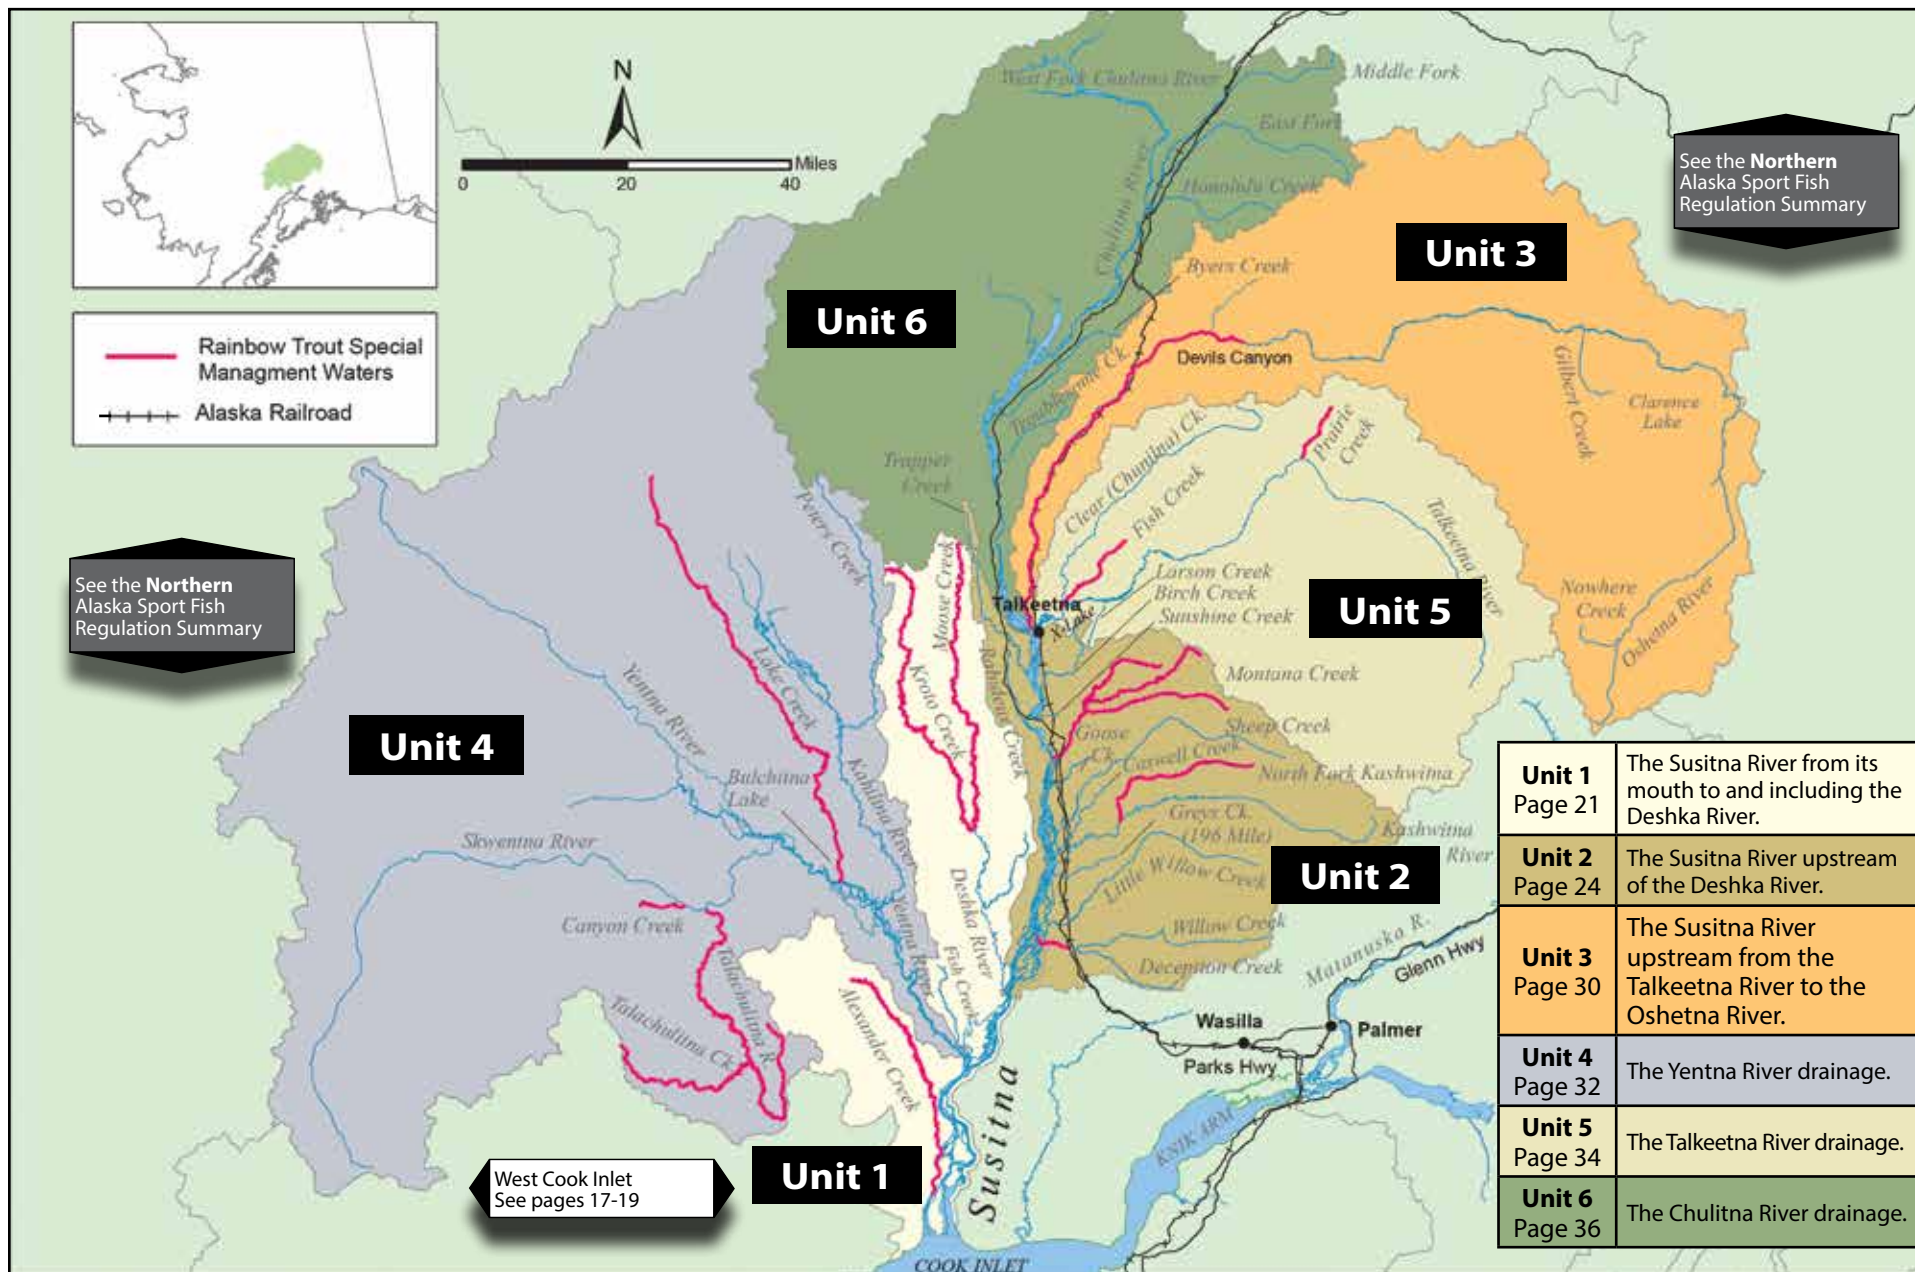 N
Miles
0
20
40
Rainbow Trout Special
Managment Waters
Alaska Railroad
See the Northern
Alaska Sport Fish
Regulation Summary
See the Northern
Alaska Sport Fish
Regulation Summary
West Cook Inlet
See pages 17-19
Unit 6
Unit 3
Unit 5
Unit 4
Unit 2
Unit 1
West Fork Chulitna River
Middle Fork
East Fork
Honolulu Creek
Chulitna River
Byers Creek
Devils Canyon
Troublesome Ck.
Gilbert Creek
Clarence
Lake
Trapper
Creek
Clear (Chunilna) Ck.
Prairie
Creek
Fish Creek
Talkeetna River
Peters Creek
Moose Creek
Kroto Creek
Rabideux Creek
Talkeetna
X-Lake
Larson Creek
Birch Creek
Sunshine Creek
Nowhere
Creek
Oshetna River
Montana Creek
Sheep Creek
Goose
Ck.
Caswell Creek
North Fork Kashwitna
Greys Ck.
(196 Mile)
Kashwitna
River
Little Willow Creek
Willow Creek
Deception Creek
Lake Creek
Yentna River
Bulchitna
Lake
Kahiltna River
Skwentna River
Canyon Creek
Talachulitna R.
Talachulitna Ck.
Yentna River
Deshka River
Fish Creek
Alexander Creek
Susitna
Matanuska R.
Glenn Hwy
Wasilla
Palmer
Parks Hwy
KNIK ARM
COOK INLET
Unit 1
Page 21
The Susitna River from its
mouth to and including the
Deshka River.
Unit 2
Page 24
The Susitna River upstream
of the Deshka River.
Unit 3
Page 30
The Susitna River
upstream from the
Talkeetna River to the
Oshetna River.
Unit 4
Page 32
The Yentna River drainage.
Unit 5
Page 34
The Talkeetna River drainage.
Unit 6
Page 36
The Chulitna River drainage.